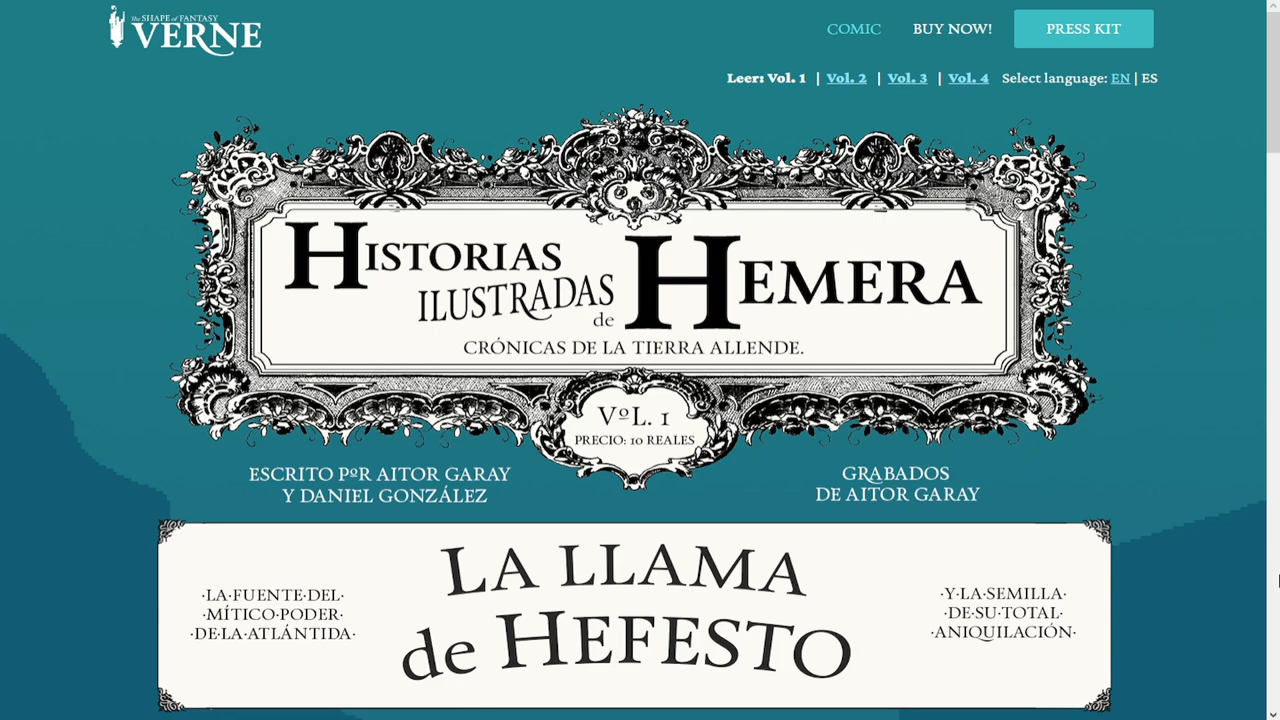 The SHAPE of FANTASY
VERNE
COMIC BUY NOW! PRESS KIT
Leer: Vol. 1 | Vol. 2 | Vol. 3 | Vol. 4 Select language: EN | ES
HISTORIAS
ILUSTRADAS
de HEMERA
CRÓNICAS DE LA TIERRA ALLENDE.
VºL. 1
PRECIO: 10 REALES
ESCRITO PºR AITOR GARAY
Y DANIEL GONZÁLEZ
GRABADOS
DE AITOR GARAY
LA LLAMA
de HEFESTO
·LA·FUENTE·DEL·
·MÍTICO·PODER·
·DE·LA·ATLÁNTIDA·
·Y·LA·SEMILLA·
·DE·SU·TOTAL·
·ANIQUILACIÓN·